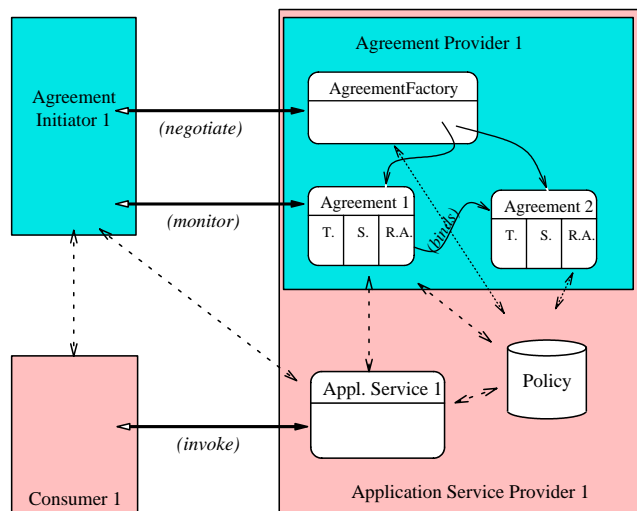 Agreement Provider 1
AgreementFactory
Agreement
Initiator 1
(negotiate)
Agreement 1
T. S. R.A.
Agreement 2
T. S. R.A.
(binds)
(monitor)
Appl. Service 1
Policy
(invoke)
Consumer 1
Application Service Provider 1